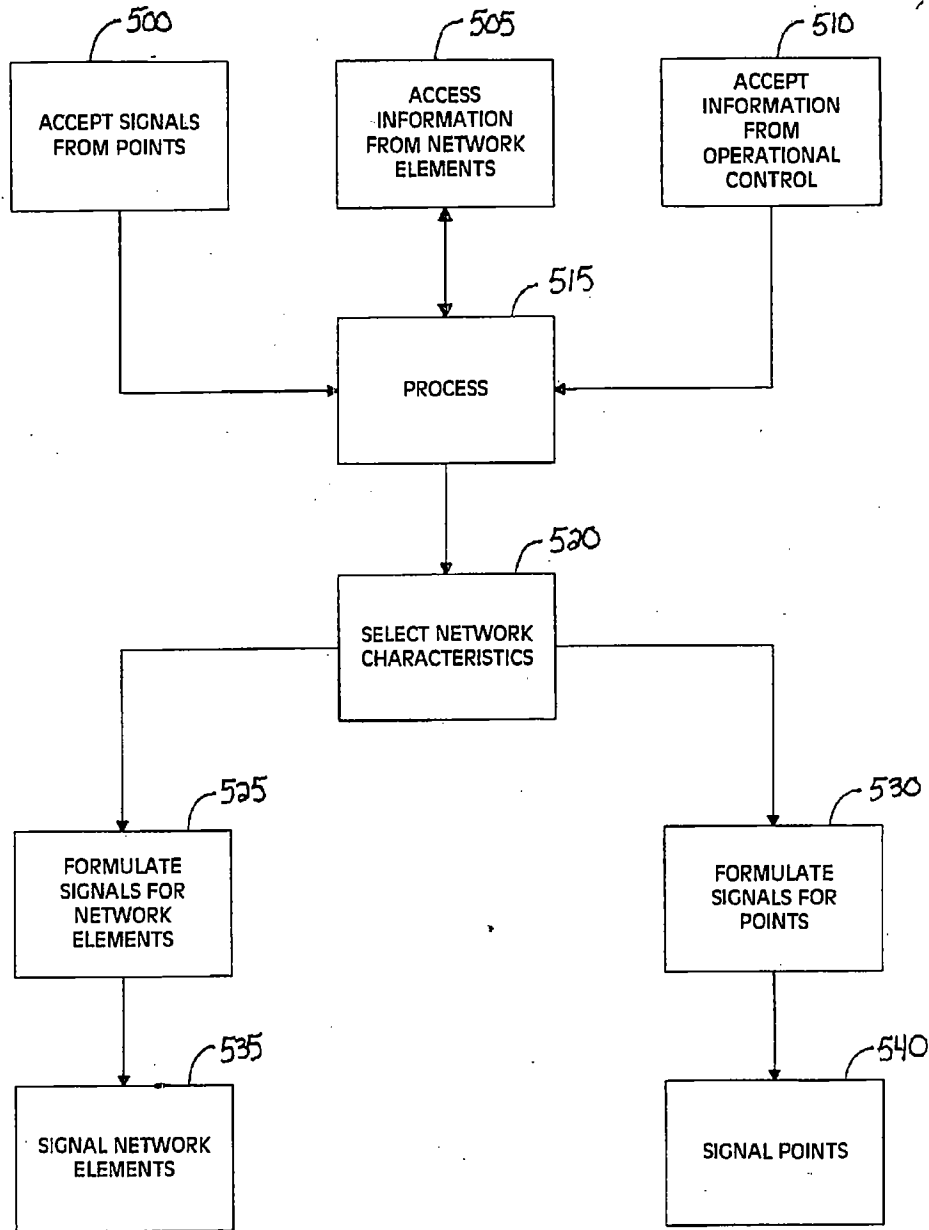 500
505
510
ACCEPT SIGNALS
FROM POINTS
ACCESS
INFORMATION
FROM NETWORK
ELEMENTS
ACCEPT
INFORMATION
FROM
OPERATIONAL
CONTROL
515
PROCESS
520
SELECT NETWORK
CHARACTERISTICS
525
530
FORMULATE
SIGNALS FOR
NETWORK
ELEMENTS
FORMULATE
SIGNALS FOR
POINTS
535
540
SIGNAL NETWORK
ELEMENTS
SIGNAL POINTS